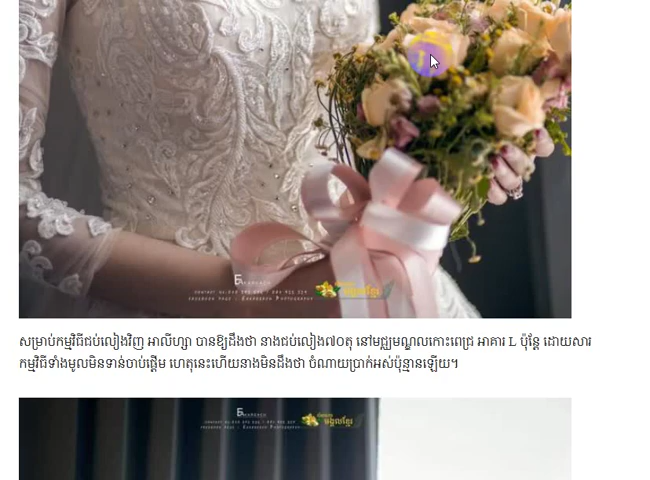 សម្រាប់កម្មវិធីជប់លៀងវិញ អាលីហ្សា បានឱ្យដឹងថា នាងជប់លៀង៧០តុ នៅមជ្ឈមណ្ឌលកោះពេជ្រ អាគារ L ប៉ុន្តែ ដោយសារ
កម្មវិធីទាំងមូលមិនទាន់ចាប់ផ្តើម ហេតុនេះហើយនាងមិនដឹងថា ចំណាយប្រាក់អស់ប៉ុន្មានឡើយ។